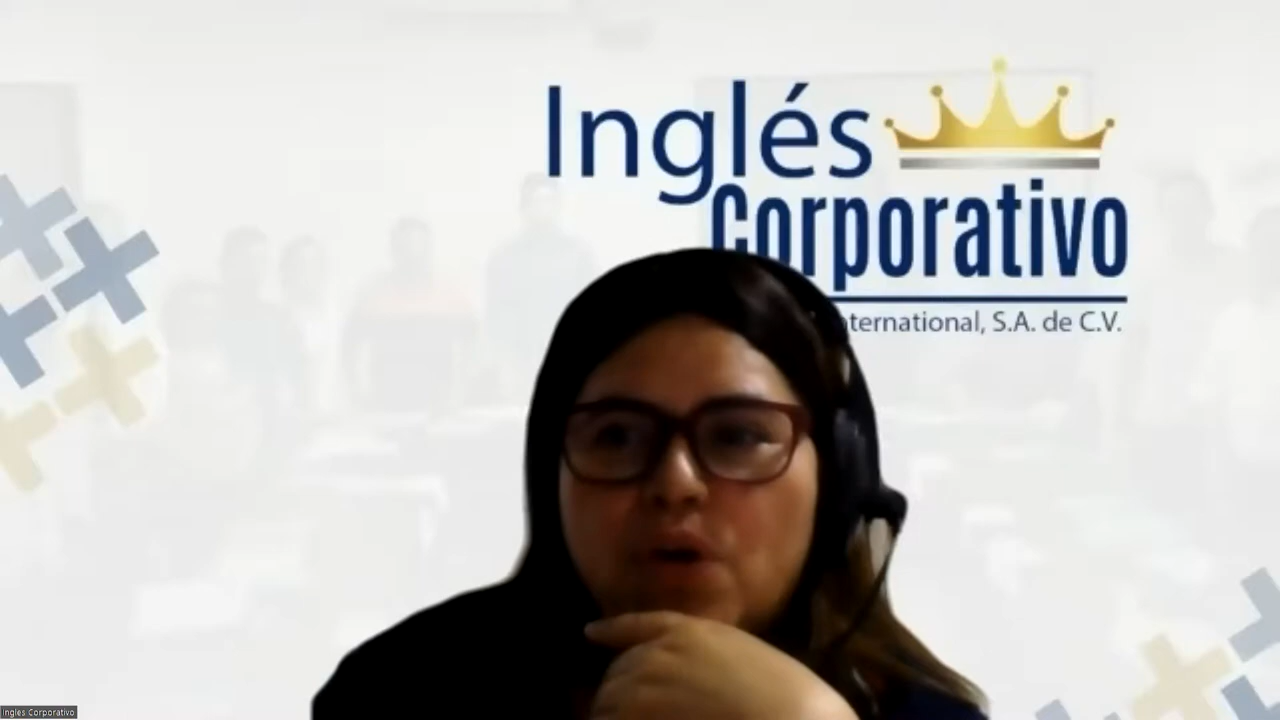 Inglés
Corporativo
International, S.A. de C.V.
Ingles Corporativo